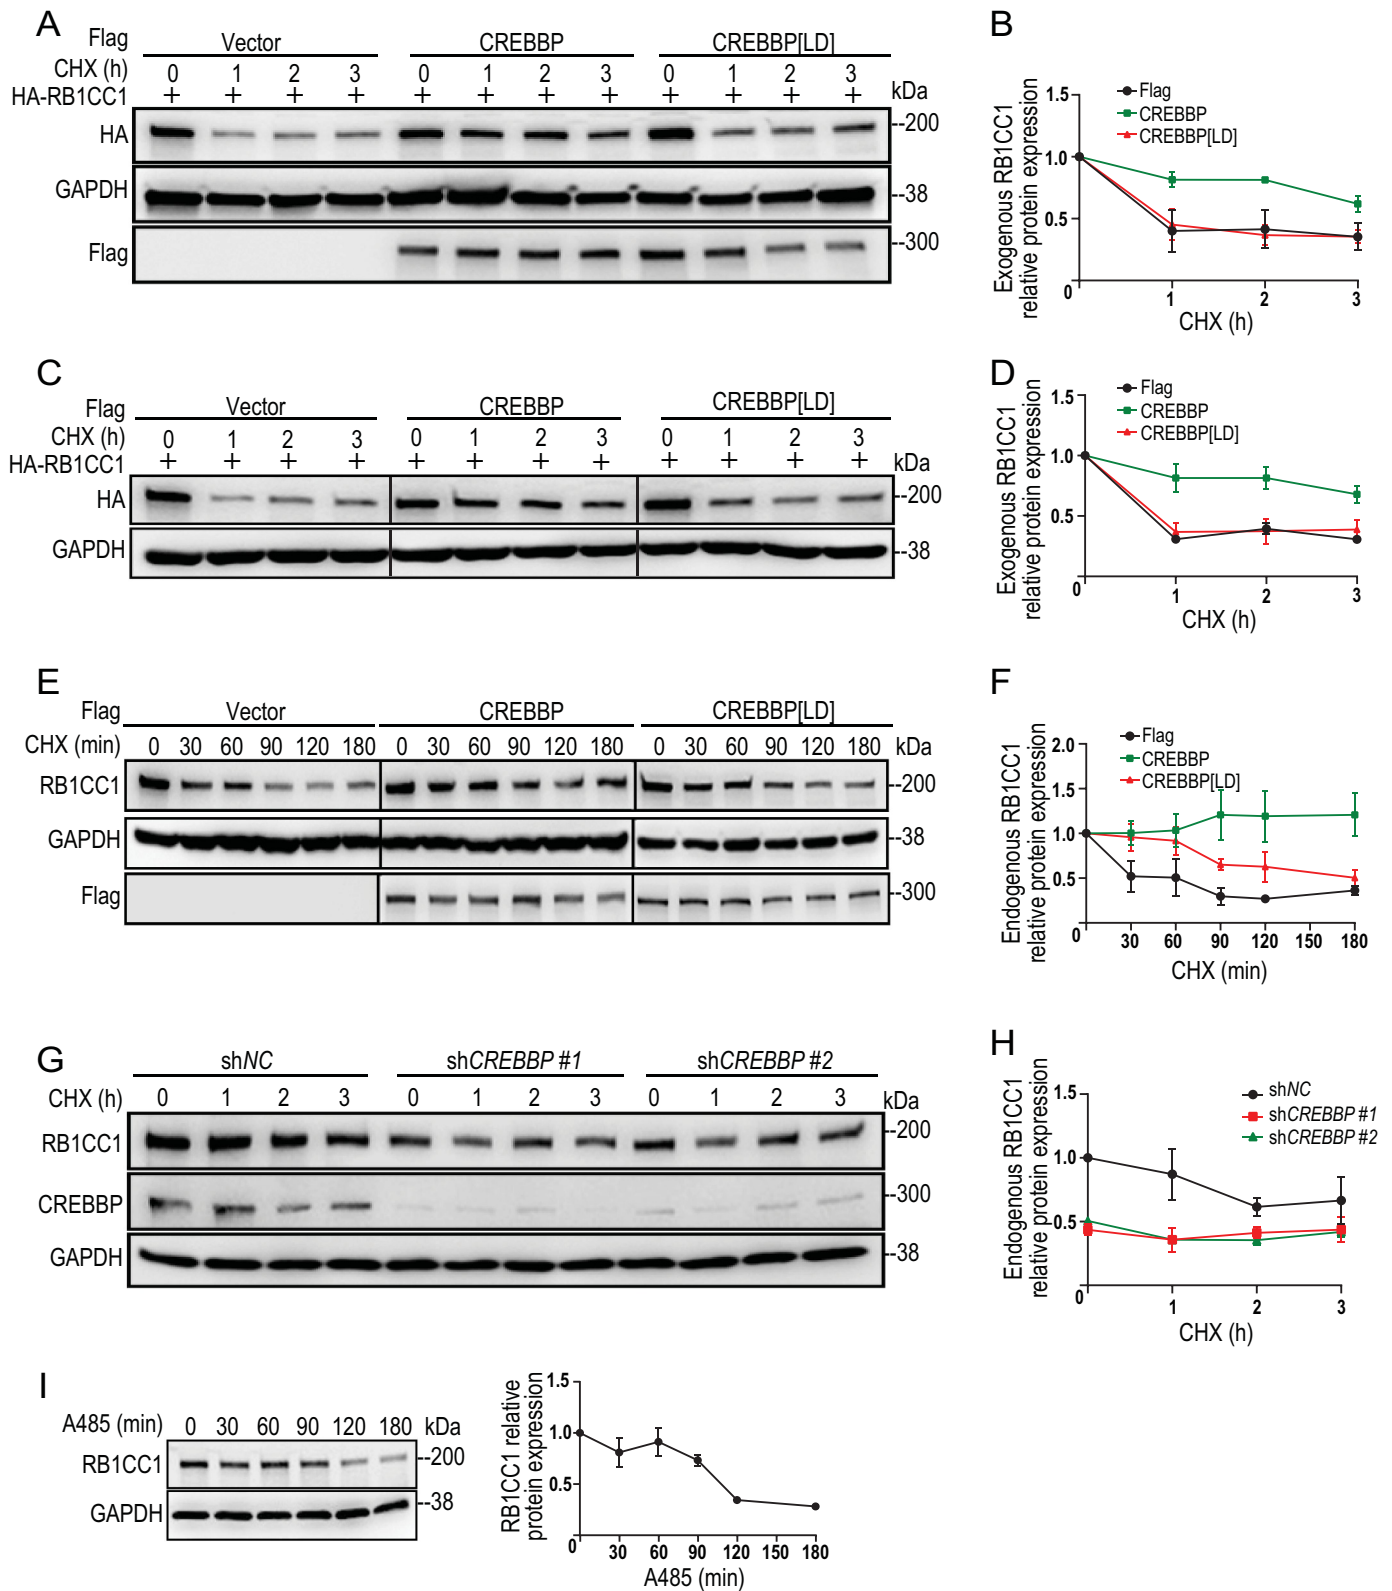 A
Flag Vector CREBBP CREBBP[LD]
CHX (h) 0 1 2 3 0 1 2 3 0 1 2 3
HA-RB1CC1 + + + + + + + + + + + + kDa
HA --200
GAPDH --38
Flag --300
B
Flag
CREBBP
CREBBP[LD]
Exogenous RB1CC1
relative protein expression
1.5
1.0
0.5
0 1 2 3
CHX (h)
C
Flag Vector CREBBP CREBBP[LD]
CHX (h) 0 1 2 3 0 1 2 3 0 1 2 3
HA-RB1CC1 + + + + + + + + + + + + kDa
HA -200
GAPDH -38
D
Flag
CREBBP
CREBBP[LD]
Exogenous RB1CC1
relative protein expression
1.5
1.0
0.5
0 1 2 3
CHX (h)
E
Flag Vector CREBBP CREBBP[LD]
CHX (min) 0 30 60 90 120 180 0 30 60 90 120 180 0 30 60 90 120 180 kDa
RB1CC1 --200
GAPDH --38
Flag --300
F
Flag
CREBBP
CREBBP[LD]
Endogenous RB1CC1
relative protein expression
2.0
1.5
1.0
0.5
0 30 60 90 120 150 180
CHX (min)
G
shNC shCREBBP #1 shCREBBP #2
CHX (h) 0 1 2 3 0 1 2 3 0 1 2 3 kDa
RB1CC1 --200
CREBBP --300
GAPDH --38
H
shNC
shCREBBP #1
shCREBBP #2
Endogenous RB1CC1
relative protein expression
1.5
1.0
0.5
0 1 2 3
CHX (h)
I
A485 (min) 0 30 60 90 120 180 kDa
RB1CC1 --200
GAPDH --38
RB1CC1 relative
protein expression
1.5
1.0
0.5
0 30 60 90 120 150 180
A485 (min)